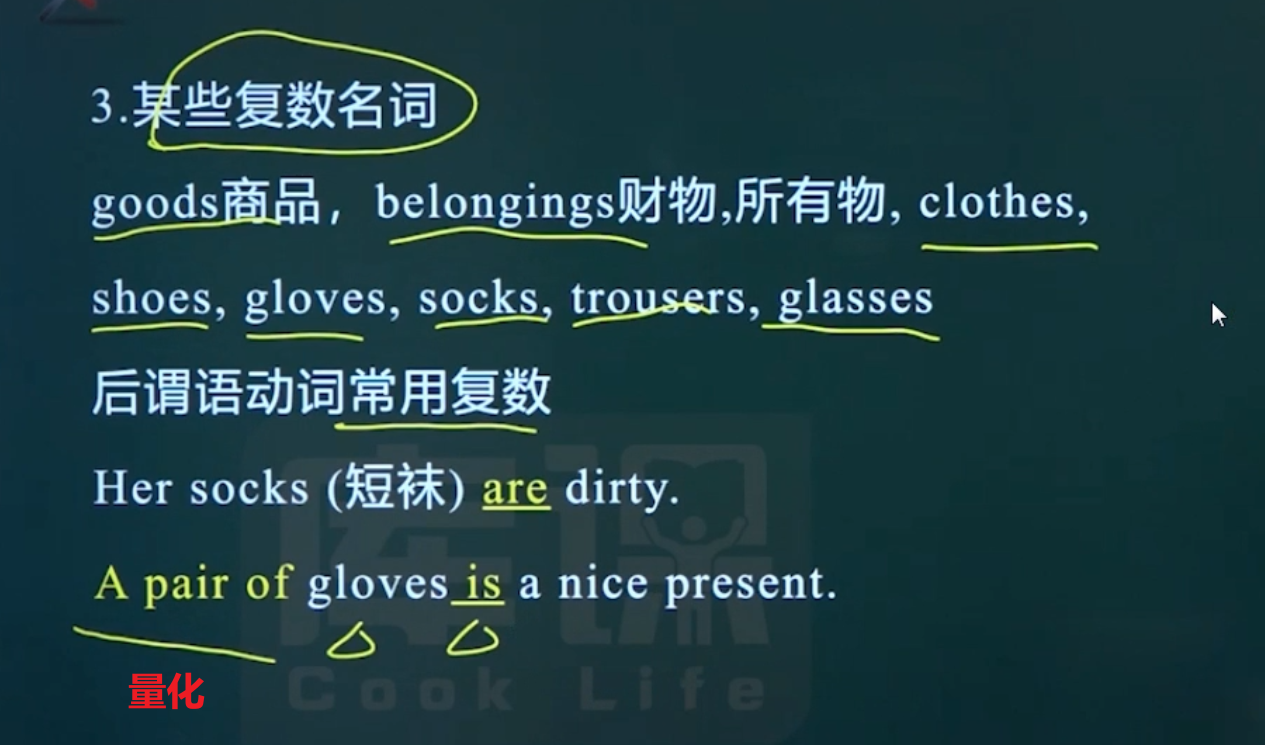 3.某些复数名词
goods商品，belongings财物,所有物, clothes,
shoes, gloves, socks, trousers, glasses
后谓语动词常用复数
Her socks (短袜) are dirty.
A pair of gloves is a nice present.
量化
库课
Cook Life